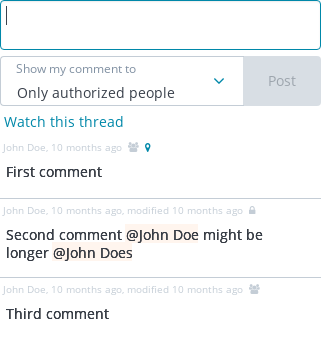 Show my comment to
Only authorized people
Post
Watch this thread
John Doe, 10 months ago
First comment
John Doe, 10 months ago, modified 10 months ago
Second comment @John Doe might be
longer @John Does
John Doe, 10 months ago, modified 10 months ago
Third comment